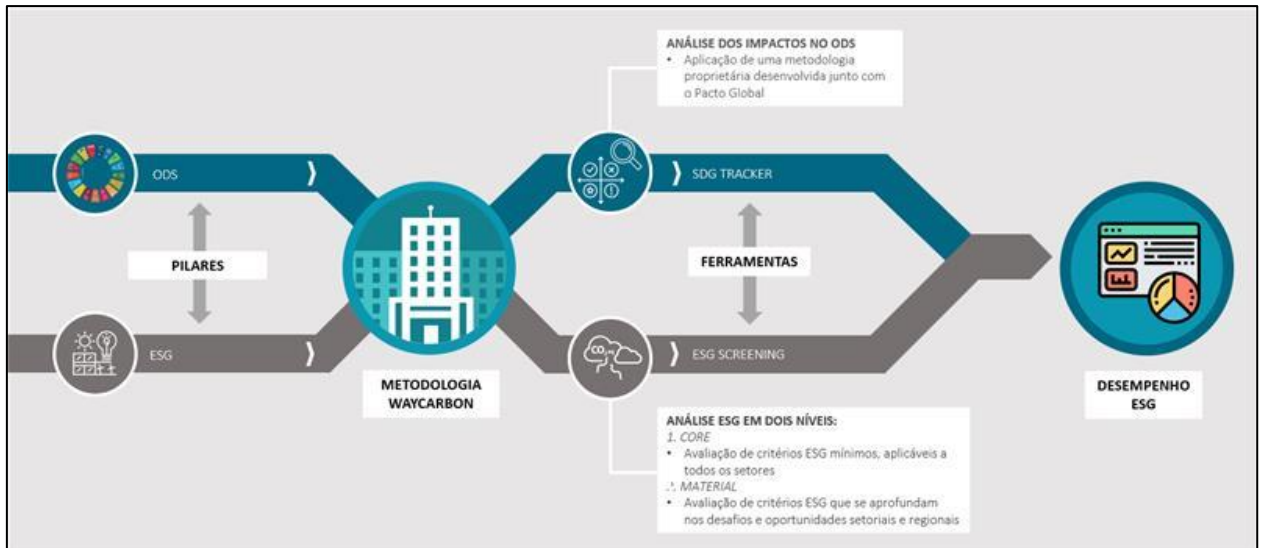 ANÁLISE DOS IMPACTOS NO ODS
• Aplicação de uma metodologia
proprietária desenvolvida junto com
o Pacto Global
ODS
SDG TRACKER
PILARES
FERRAMENTAS
ESG
ESG SCREENING
METODOLOGIA
WAYCARBON
DESEMPENHO
ESG
ANÁLISE ESG EM DOIS NÍVEIS:
1. CORE
• Avaliação de critérios ESG mínimos, aplicáveis a
todos os setores
MATERIAL
• Avaliação de critérios ESG que se aprofundam
nos desafios e oportunidades setoriais e regionais